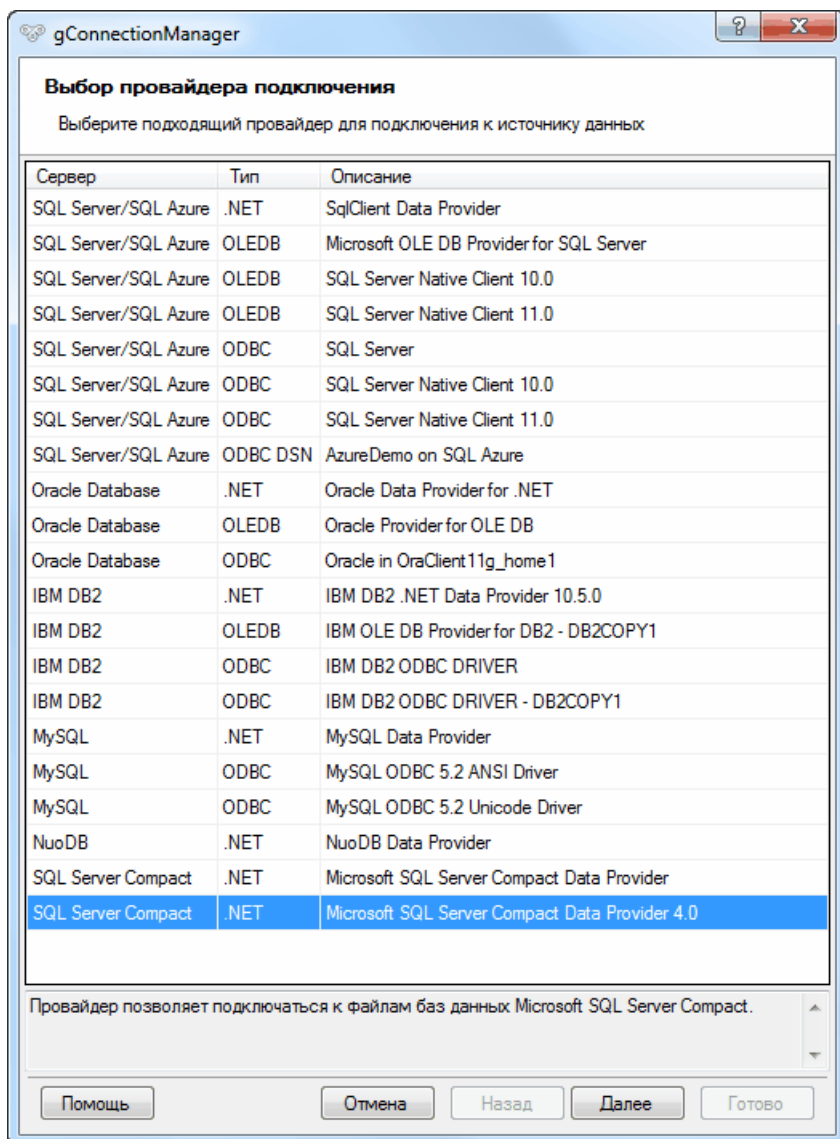 gConnectionManager
Выбор провайдера подключения
Выберите подходящий провайдер для подключения к источнику данных
Сервер Тип Описание
SQL Server/SQL Azure .NET SqlClient Data Provider
SQL Server/SQL Azure OLEDB Microsoft OLE DB Provider for SQL Server
SQL Server/SQL Azure OLEDB SQL Server Native Client 10.0
SQL Server/SQL Azure OLEDB SQL Server Native Client 11.0
SQL Server/SQL Azure ODBC SQL Server
SQL Server/SQL Azure ODBC SQL Server Native Client 10.0
SQL Server/SQL Azure ODBC SQL Server Native Client 11.0
SQL Server/SQL Azure ODBC DSN AzureDemo on SQL Azure
Oracle Database .NET Oracle Data Provider for .NET
Oracle Database OLEDB Oracle Provider for OLE DB
Oracle Database ODBC Oracle in OraClient11g_home1
IBM DB2 .NET IBM DB2 .NET Data Provider 10.5.0
IBM DB2 OLEDB IBM OLE DB Provider for DB2 - DB2COPY1
IBM DB2 ODBC IBM DB2 ODBC DRIVER
IBM DB2 ODBC IBM DB2 ODBC DRIVER - DB2COPY1
MySQL .NET MySQL Data Provider
MySQL ODBC MySQL ODBC 5.2 ANSI Driver
MySQL ODBC MySQL ODBC 5.2 Unicode Driver
NuoDB .NET NuoDB Data Provider
SQL Server Compact .NET Microsoft SQL Server Compact Data Provider
SQL Server Compact .NET Microsoft SQL Server Compact Data Provider 4.0
Провайдер позволяет подключаться к файлам баз данных Microsoft SQL Server Compact.
Помощь Отмена Назад Далее Готово